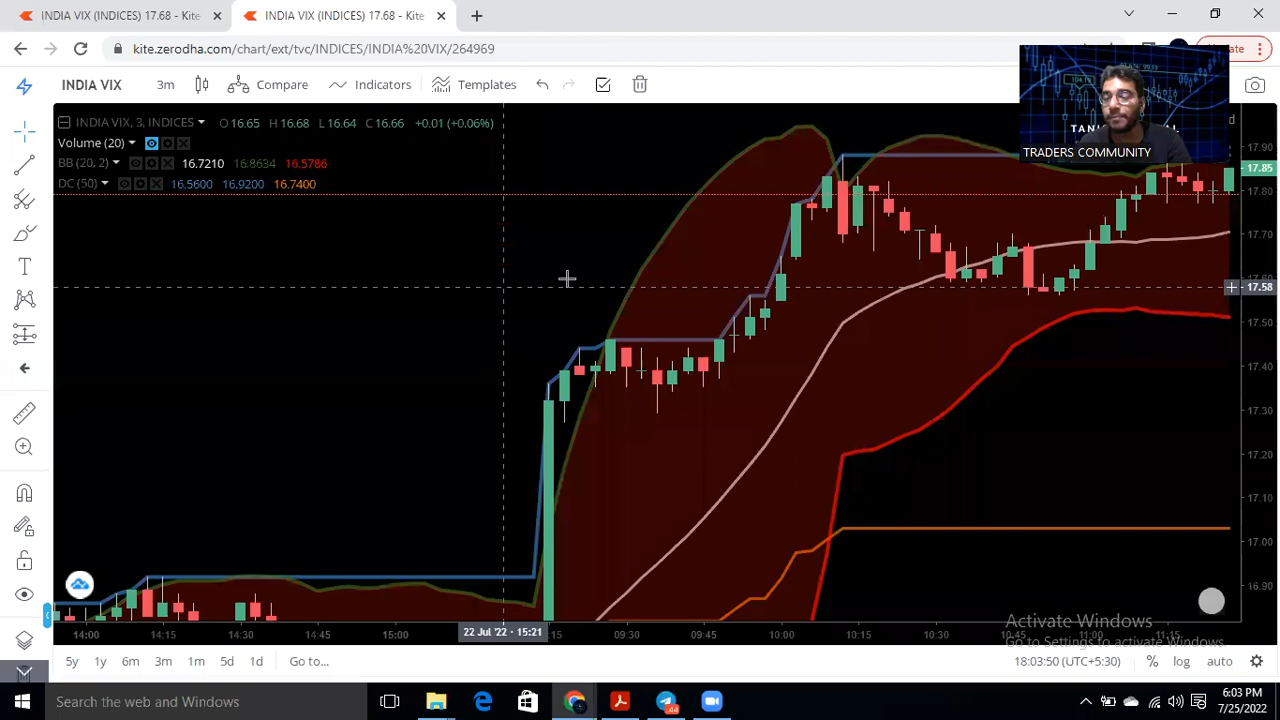 INDIA VIX (INDICES) 17.68 - Kite
INDIA VIX (INDICES) 17.68 - Kite
kite.zerodha.com/chart/ext/tvc/INDICES/INDIA%20VIX/264969
INDIA VIX 3m Compare Indicators Templates
INDIA VIX, 3, INDICES O 16.65 H 16.68 L 16.64 C 16.66 +0.01 (+0.06%)
Volume (20)
BB (20, 2) 16.7210 16.8634 16.5786
DC (50) 16.5600 16.9200 16.7400
TRADERS COMMUNITY
17.90
17.85
17.80
17.70
17.60
17.58
17.50
17.40
17.30
17.20
17.10
17.00
16.90
Activate Windows
Go to Settings to activate Windows.
14:00 14:15 14:30 14:45 15:00 22 Jul '22 - 15:21 :15 09:30 09:45 10:00 10:15 10:30 10:45 11:00 11:15
5y 1y 6m 3m 1m 5d 1d Go to... 18:03:50 (UTC+5:30) % log auto
Search the web and Windows
44
6:03 PM
7/25/2022